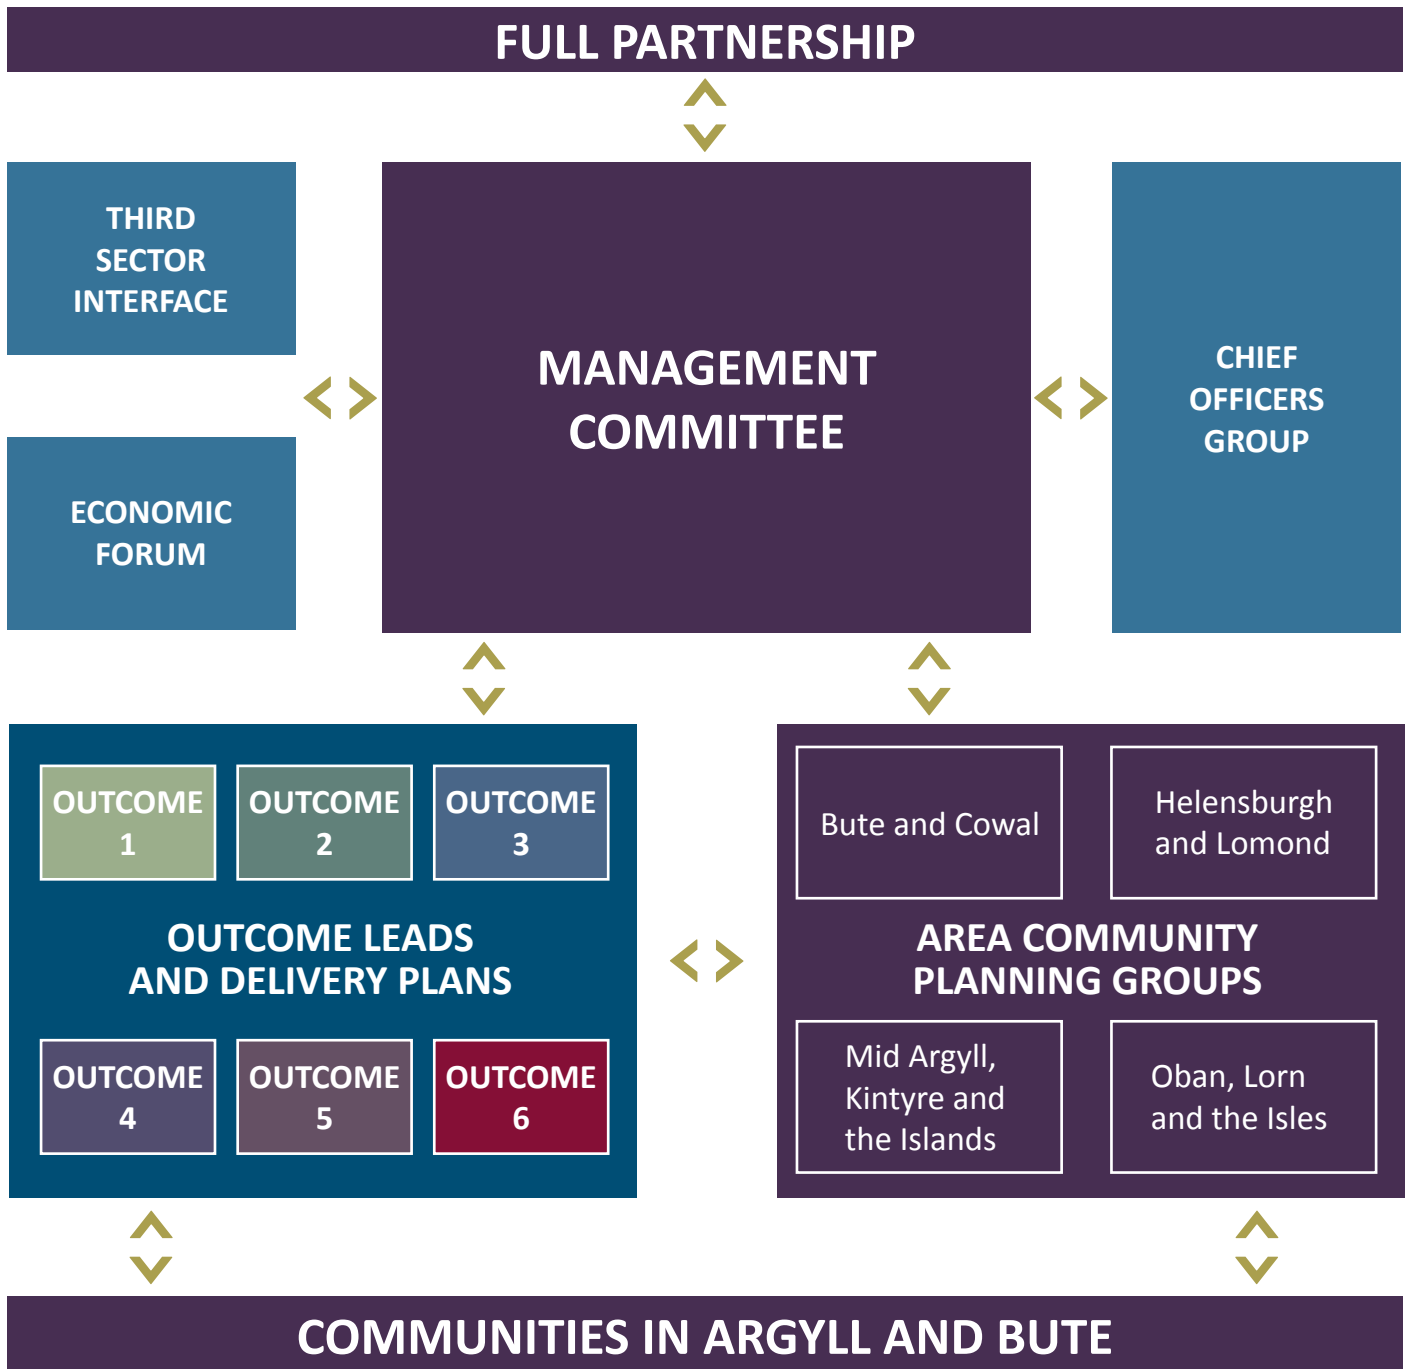 FULL PARTNERSHIP
THIRD
SECTOR
INTERFACE
ECONOMIC
FORUM
MANAGEMENT
COMMITTEE
CHIEF
OFFICERS
GROUP
OUTCOME
1
OUTCOME
2
OUTCOME
3
OUTCOME LEADS
AND DELIVERY PLANS
OUTCOME
4
OUTCOME
5
OUTCOME
6
Bute and Cowal
Helensburgh
and Lomond
AREA COMMUNITY
PLANNING GROUPS
Mid Argyll,
Kintyre and
the Islands
Oban, Lorn
and the Isles
COMMUNITIES IN ARGYLL AND BUTE